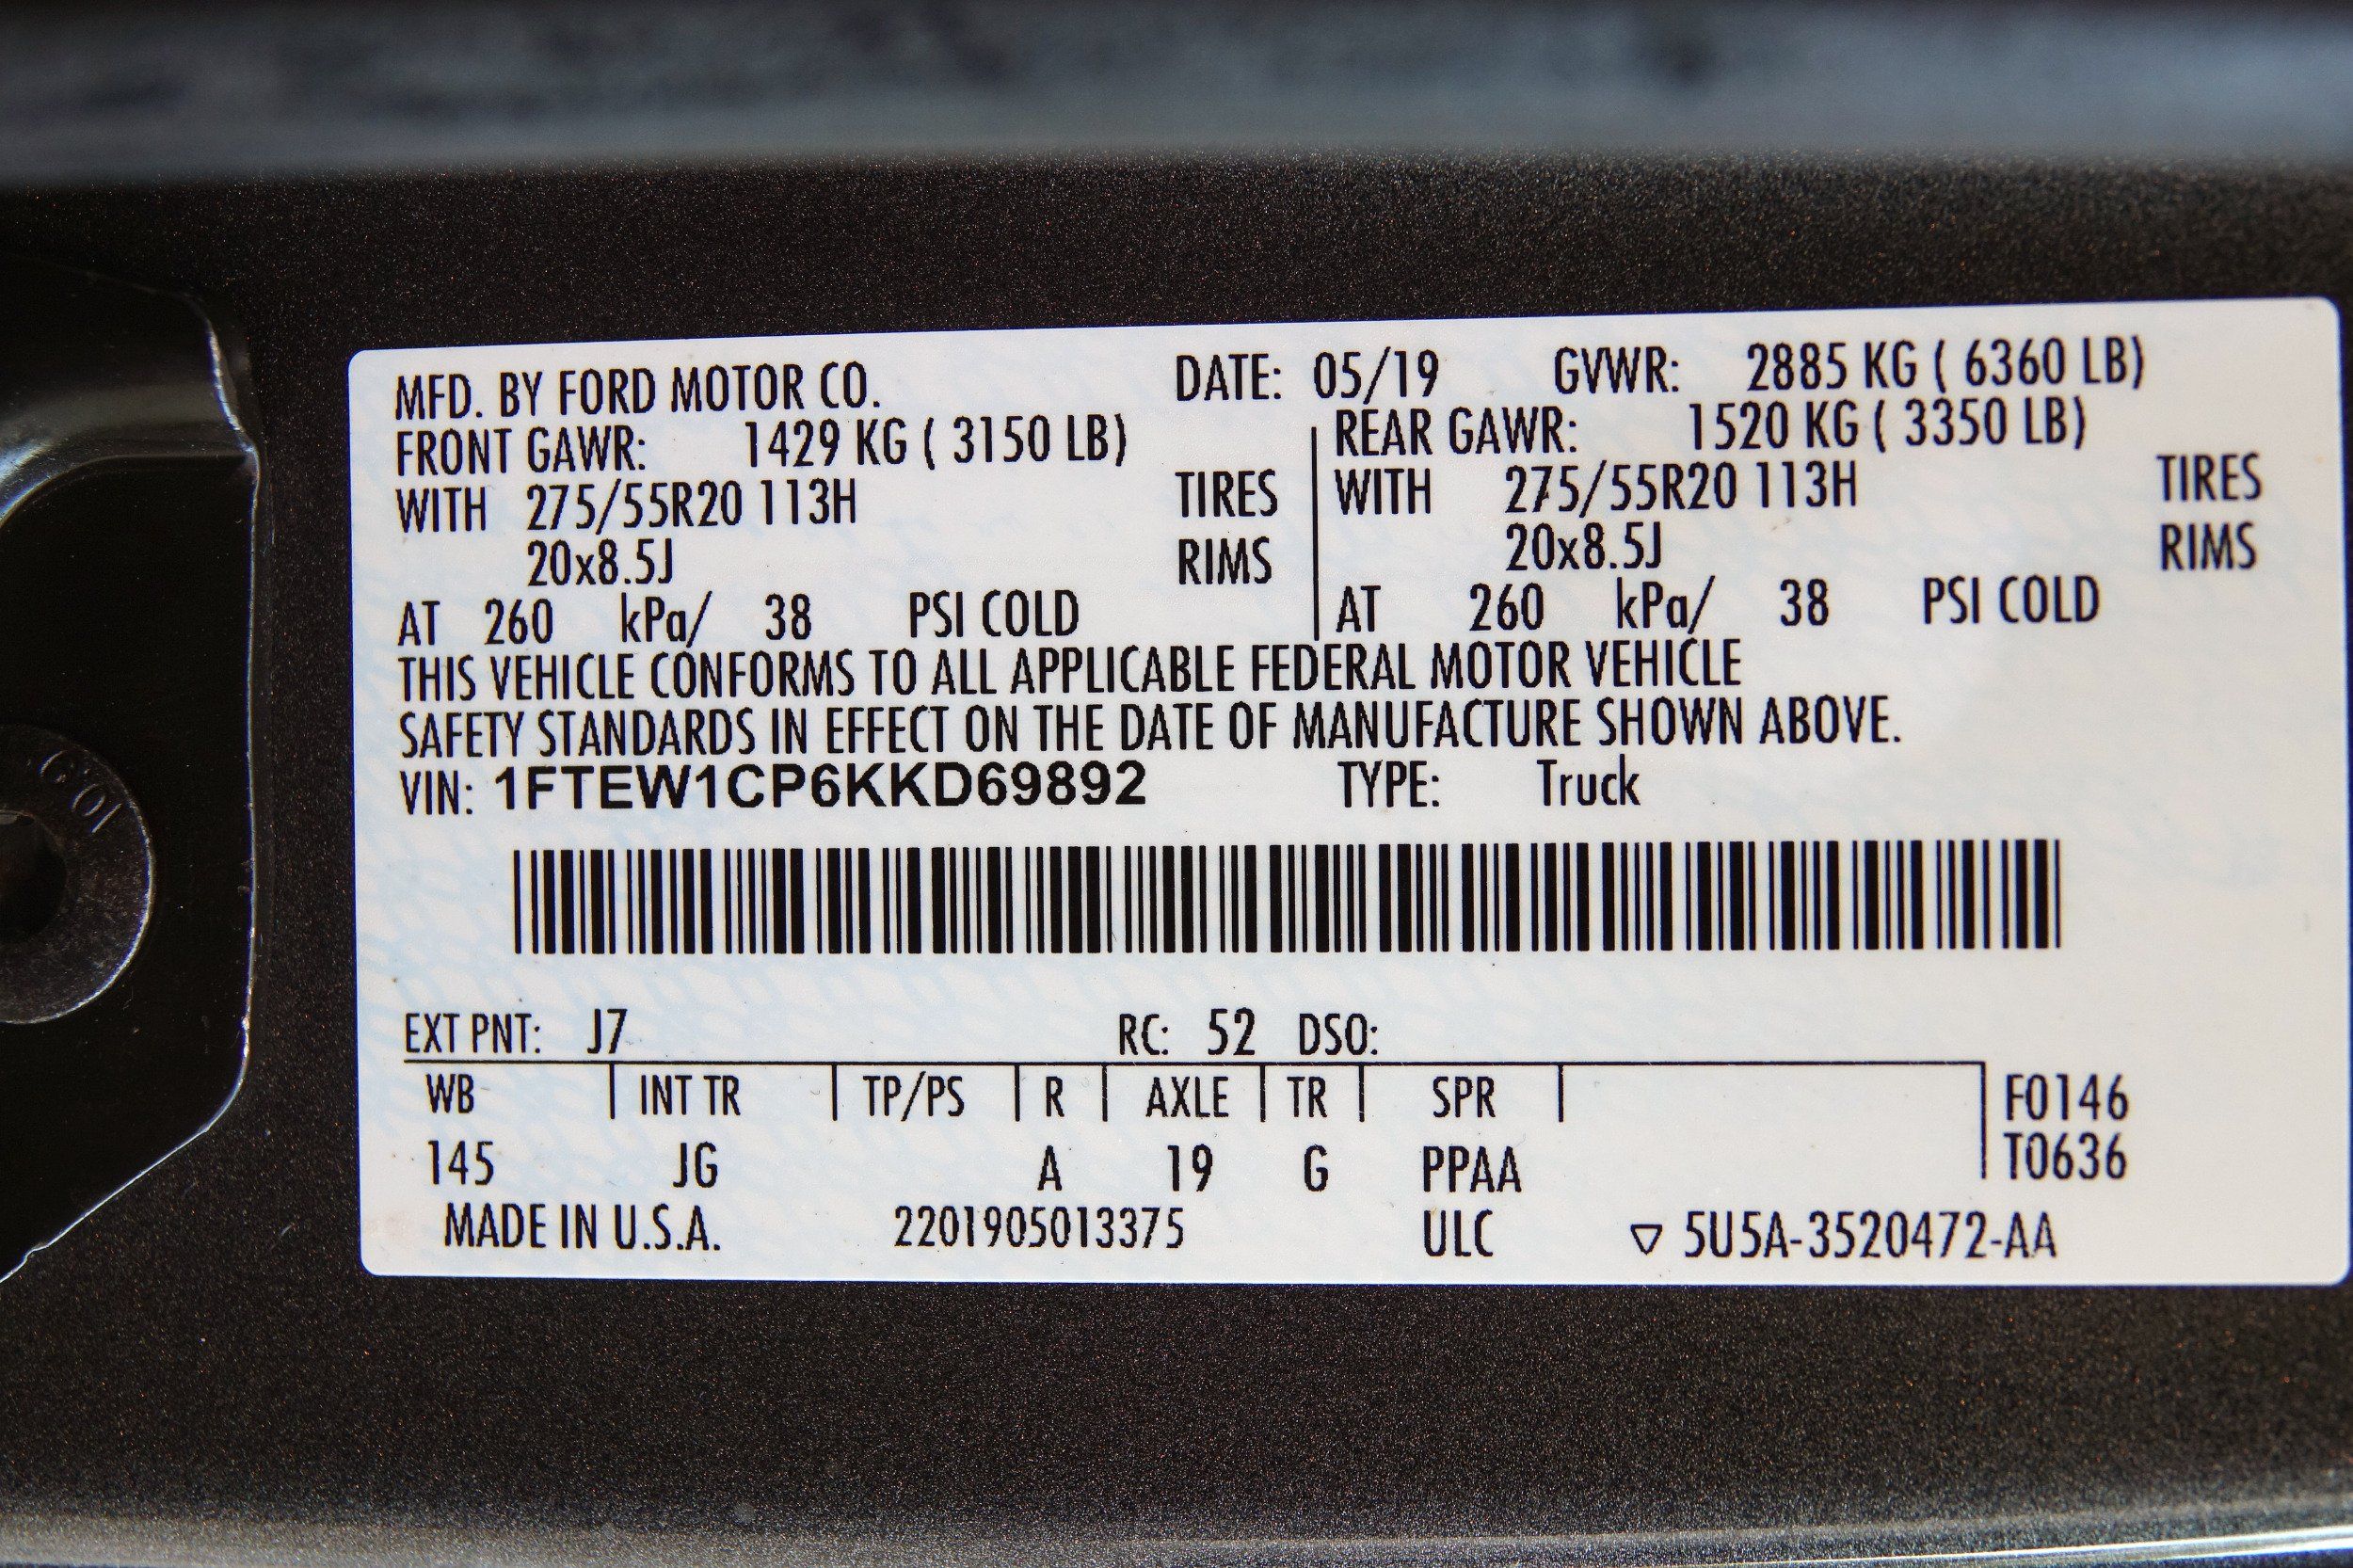 MFD. BY FORD MOTOR CO. DATE: 05/19 GVWR: 2885 KG ( 6360 LB)
FRONT GAWR: 1429 KG ( 3150 LB) REAR GAWR: 1520 KG ( 3350 LB)
WITH 275/55R20 113H TIRES WITH 275/55R20 113H TIRES
20x8.5J RIMS 20x8.5J RIMS
AT 260 kPa/ 38 PSI COLD AT 260 kPa/ 38 PSI COLD
THIS VEHICLE CONFORMS TO ALL APPLICABLE FEDERAL MOTOR VEHICLE
SAFETY STANDARDS IN EFFECT ON THE DATE OF MANUFACTURE SHOWN ABOVE.
VIN: 1FTEW1CP6KKD69892 TYPE: Truck
EXT PNT: J7 RC: 52 DSO:
WB INT TR TP/PS R AXLE TR SPR F0146
145 JG A 19 G PPAA T0636
MADE IN U.S.A. 2201905013375 ULC ▽ 5U5A-3520472-AA
10.9